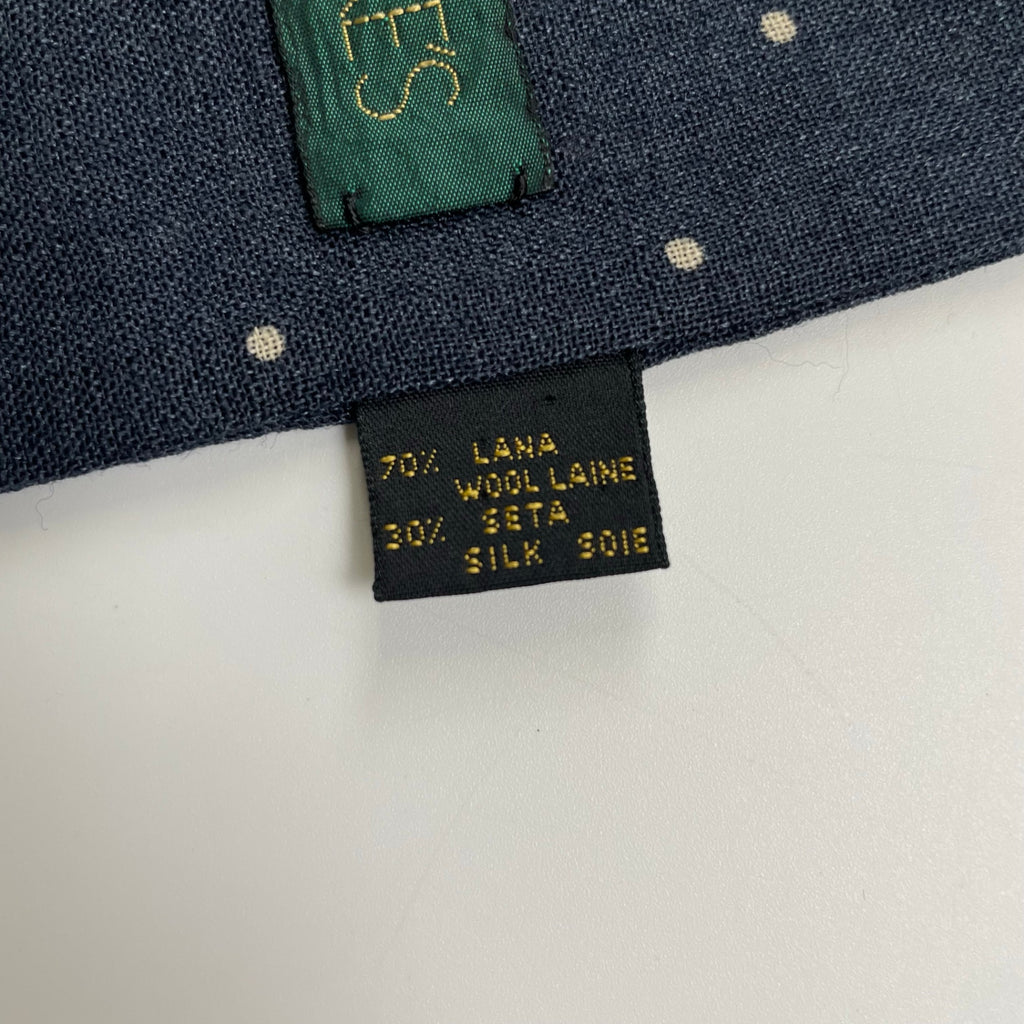 E'S
70% LANA
WOOL LAINE
30% SETA
SILK SOIE